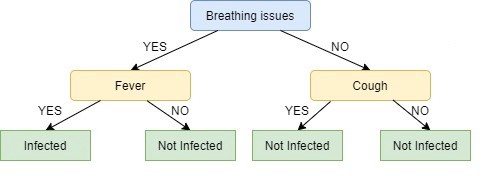 Breathing issues
YES
NO
Fever
Cough
YES
NO
YES
NO
Infected
Not Infected
Not Infected
Not Infected